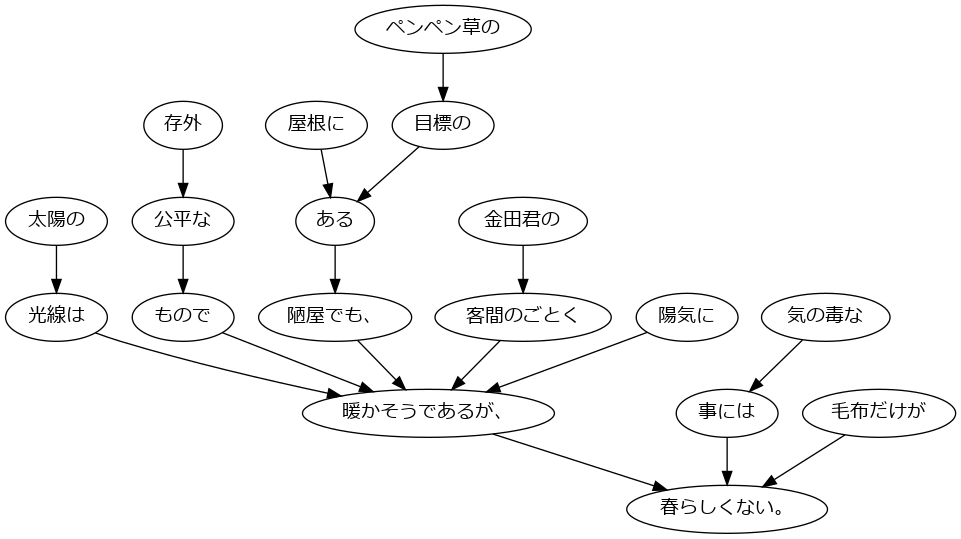 ペンペン草の
存外
屋根に
目標の
太陽の
公平な
ある
金田君の
光線は
もので
陋屋でも、
客間のごとく
陽気に
気の毒な
暖かそうであるが、
事には
毛布だけが
春らしくない。